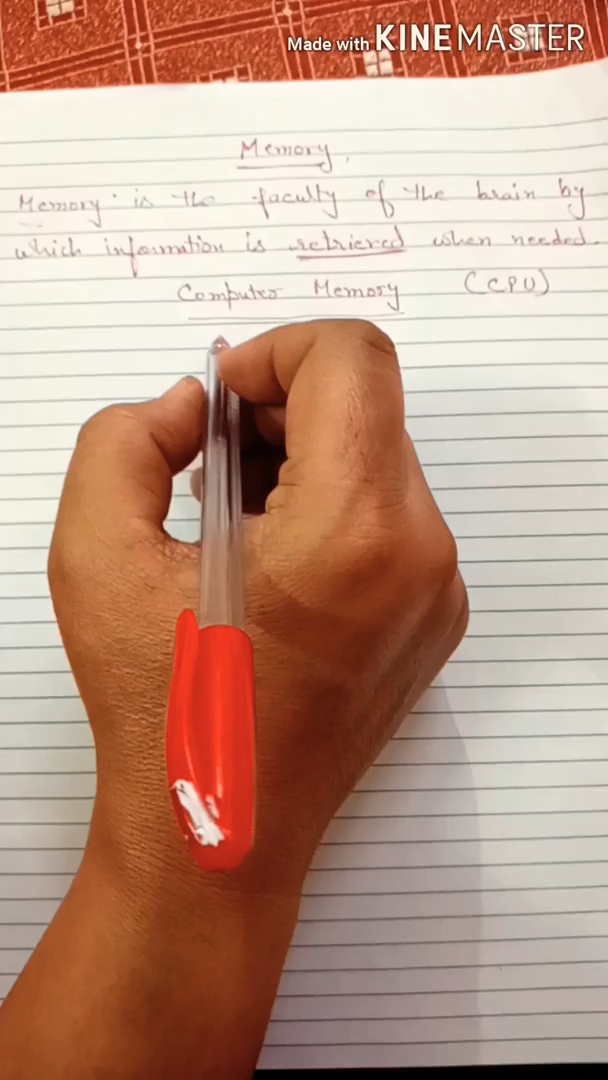 Made with KINEMASTER
Memory.
Memory is the faculty of the brain by
which information is retrieved when needed.
Computer Memory (CPU)